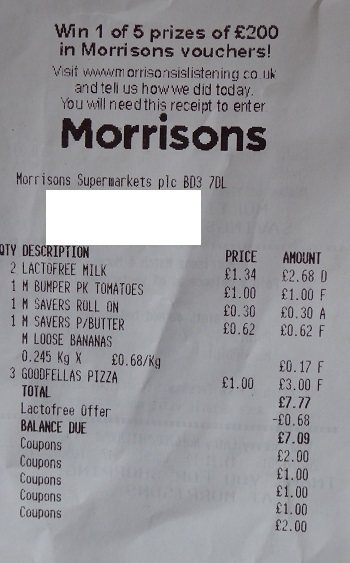 Win 1 of 5 prizes of £200
in Morrisons vouchers!
Visit www.morrisonsislistening.co.uk
and tell us how we did today.
You will need this receipt to enter
Morrisons
Morrisons Supermarkets plc BD3 7DL
QTY DESCRIPTION PRICE AMOUNT
2 LACTOFREE MILK £1.34 £2.68 D
1 M BUMPER PK TOMATOES £1.00 £1.00 F
1 M SAVERS ROLL ON £0.30 £0.30 A
1 M SAVERS P/BUTTER £0.62 £0.62 F
M LOOSE BANANAS
0.245 Kg X £0.68/Kg £0.17 F
3 GOODFELLAS PIZZA £1.00 £3.00 F
TOTAL £7.77
Lactofree Offer -£0.68
BALANCE DUE £7.09
Coupons £2.00
Coupons £1.00
Coupons £1.00
Coupons £1.00
Coupons £2.00